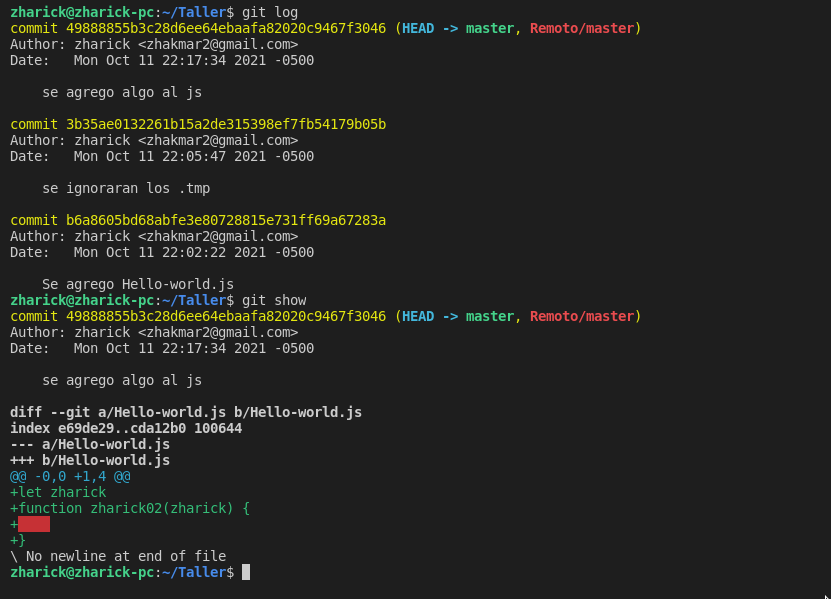 zharick@zharick-pc:~/Taller$ git log
commit 49888855b3c28d6ee64ebaafa82020c9467f3046 (HEAD -> master, Remoto/master)
Author: zharick <zhakmar2@gmail.com>
Date:   Mon Oct 11 22:17:34 2021 -0500
    se agrego algo al js
commit 3b35ae0132261b15a2de315398ef7fb54179b05b
Author: zharick <zhakmar2@gmail.com>
Date:   Mon Oct 11 22:05:47 2021 -0500
    se ignoraran los .tmp
commit b6a8605bd68abfe3e80728815e731ff69a67283a
Author: zharick <zhakmar2@gmail.com>
Date:   Mon Oct 11 22:02:22 2021 -0500
    Se agrego Hello-world.js
zharick@zharick-pc:~/Taller$ git show
commit 49888855b3c28d6ee64ebaafa82020c9467f3046 (HEAD -> master, Remoto/master)
Author: zharick <zhakmar2@gmail.com>
Date:   Mon Oct 11 22:17:34 2021 -0500
    se agrego algo al js
diff --git a/Hello-world.js b/Hello-world.js
index e69de29..cda12b0 100644
--- a/Hello-world.js
+++ b/Hello-world.js
@@ -0,0 +1,4 @@
+let zharick
+function zharick02(zharick) {
+
+}
\ No newline at end of file
zharick@zharick-pc:~/Taller$